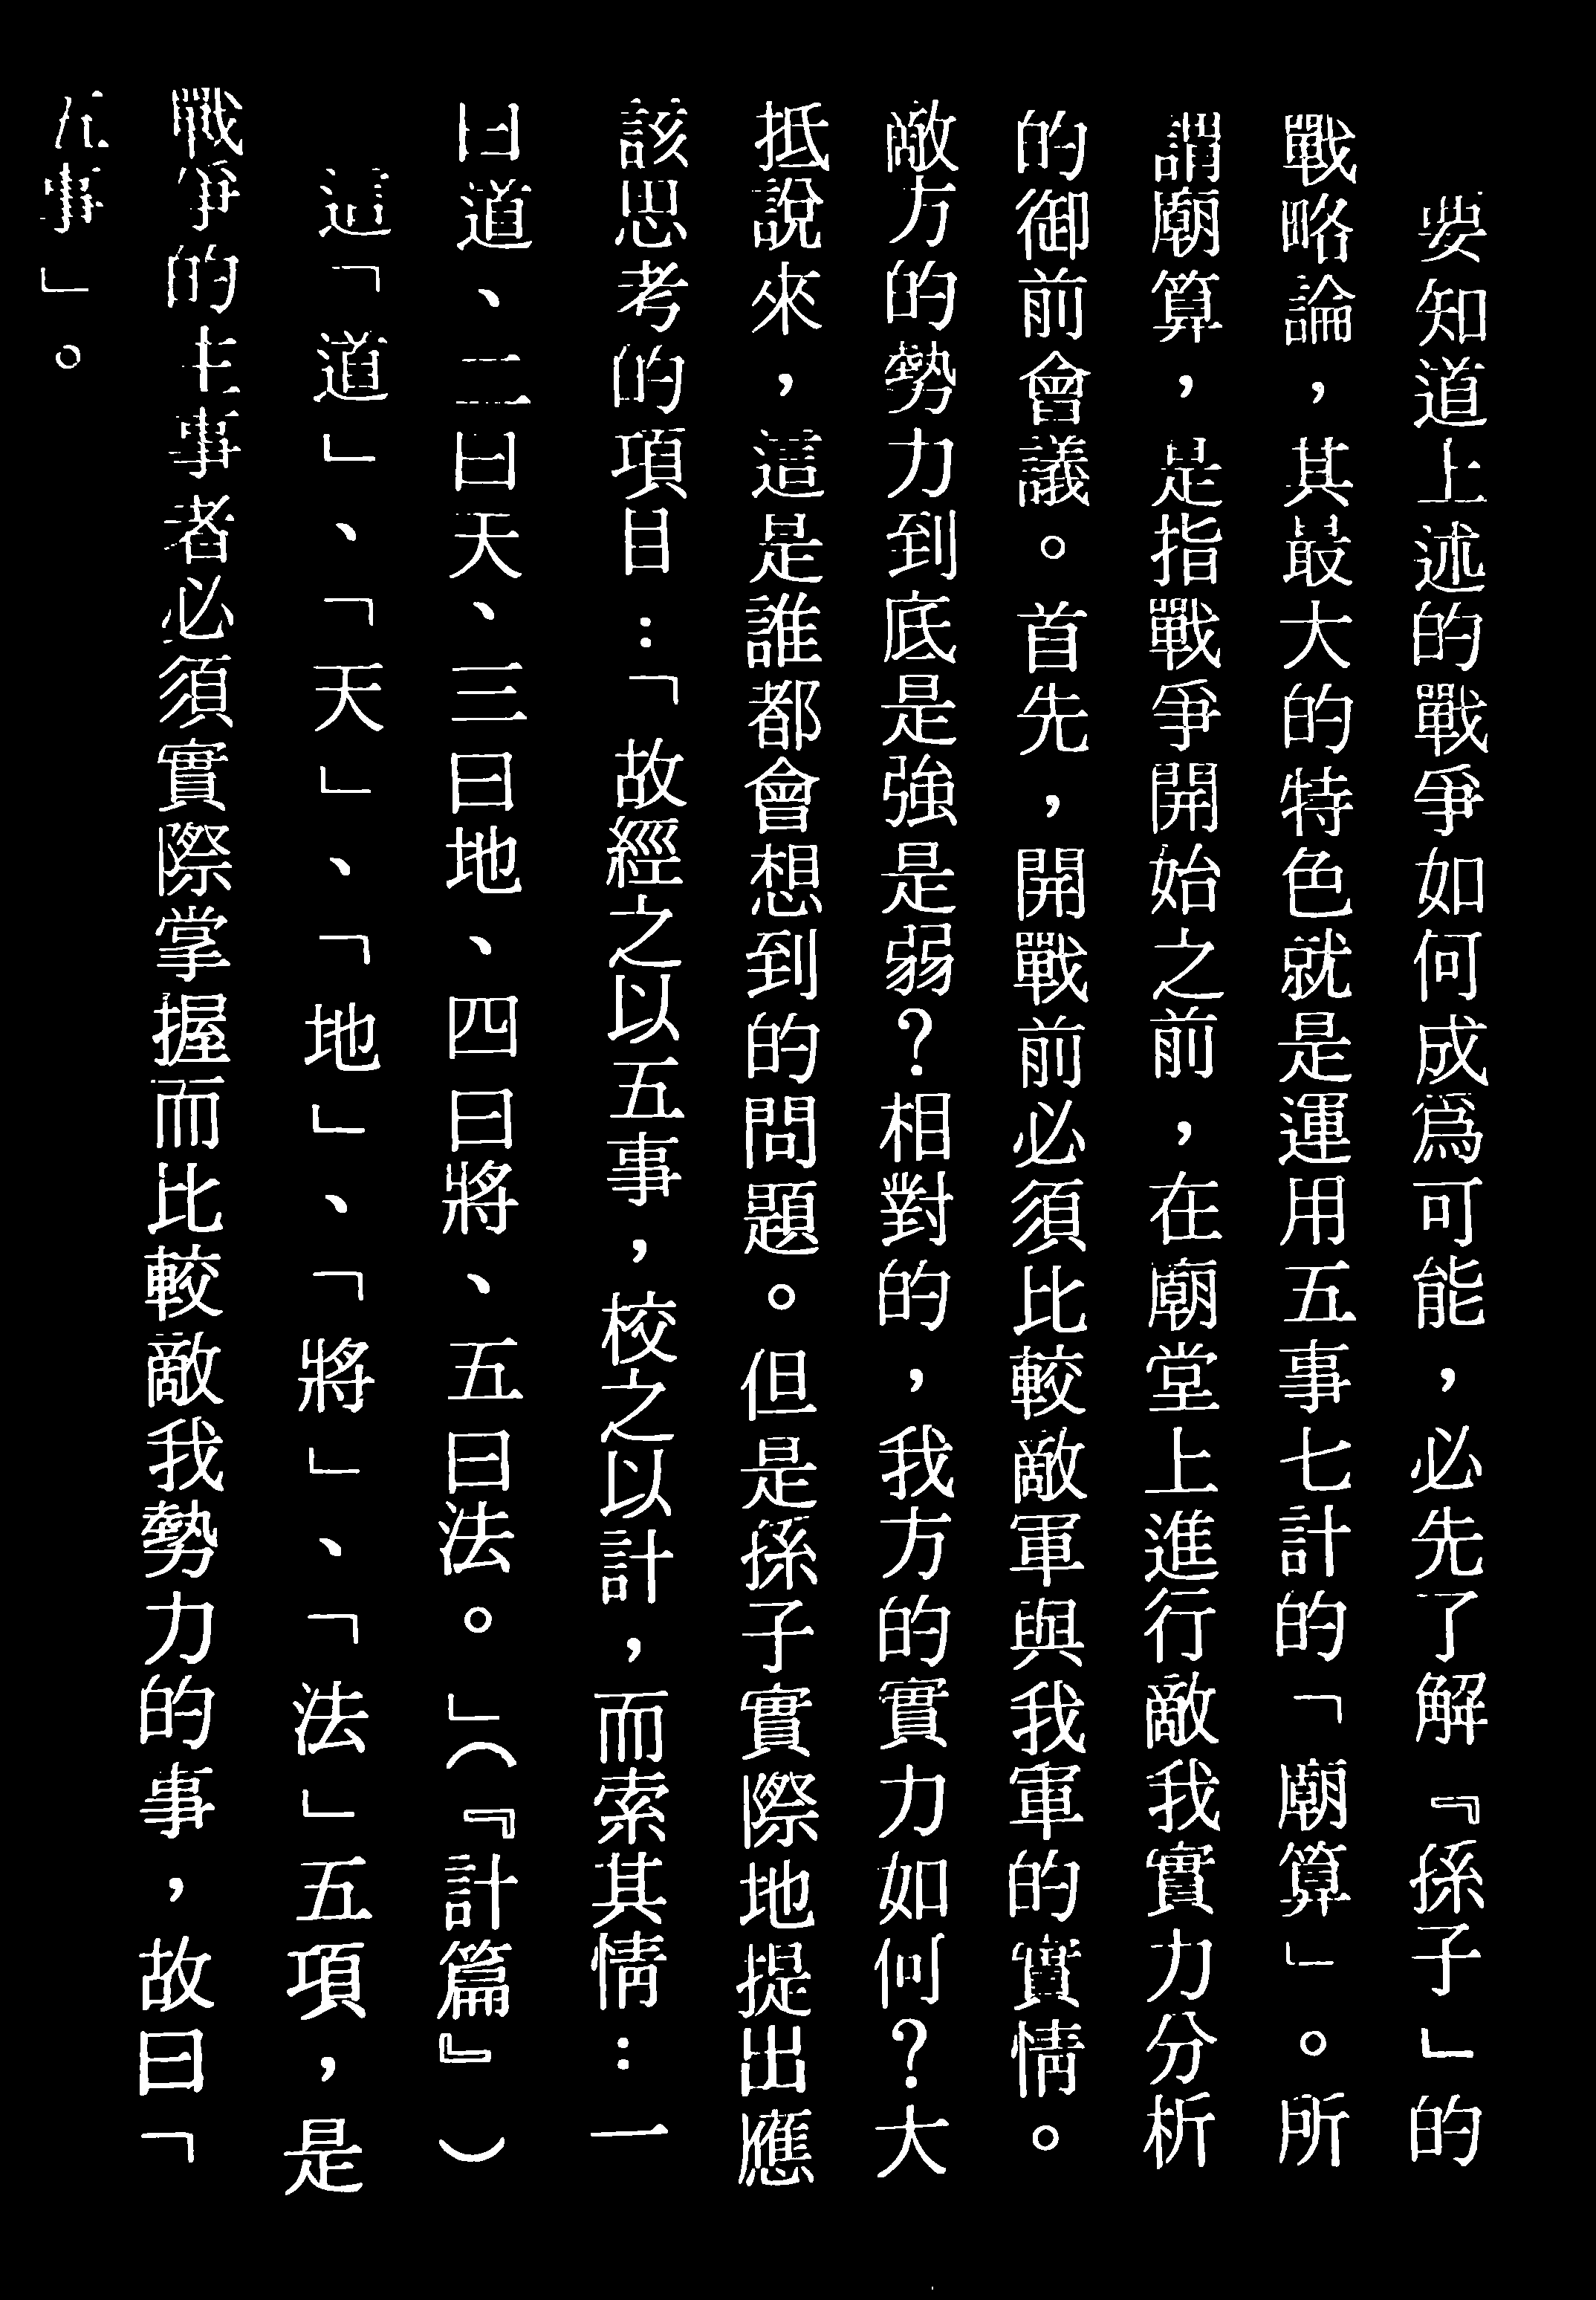 要知道上述的戰爭如何成爲可能，必先了解『孫子」的
戰略論，其最大的特色就是運用五事七計的「廟算」。所
謂廟算，是指戰爭開始之前，在廟堂上進行敵我實力分析
的御前會議。首先，開戰前必須比較敵軍與我軍的實情。
敵方的勢力到底是強是弱？相對的，我方的實力如何？大
抵說來，這是誰都會想到的問題。但是孫子實際地提出應
該思考的項目：「故經之以五事，校之以計，而索其情：一
曰道、二曰天、三曰地、四曰將、五曰法。」（『計篇』）
這「道」、「天」、「地」、「將」、「法」五項，是
戰爭的主事者必須實際掌握而比較敵我勢力的事，故曰「
五事」。